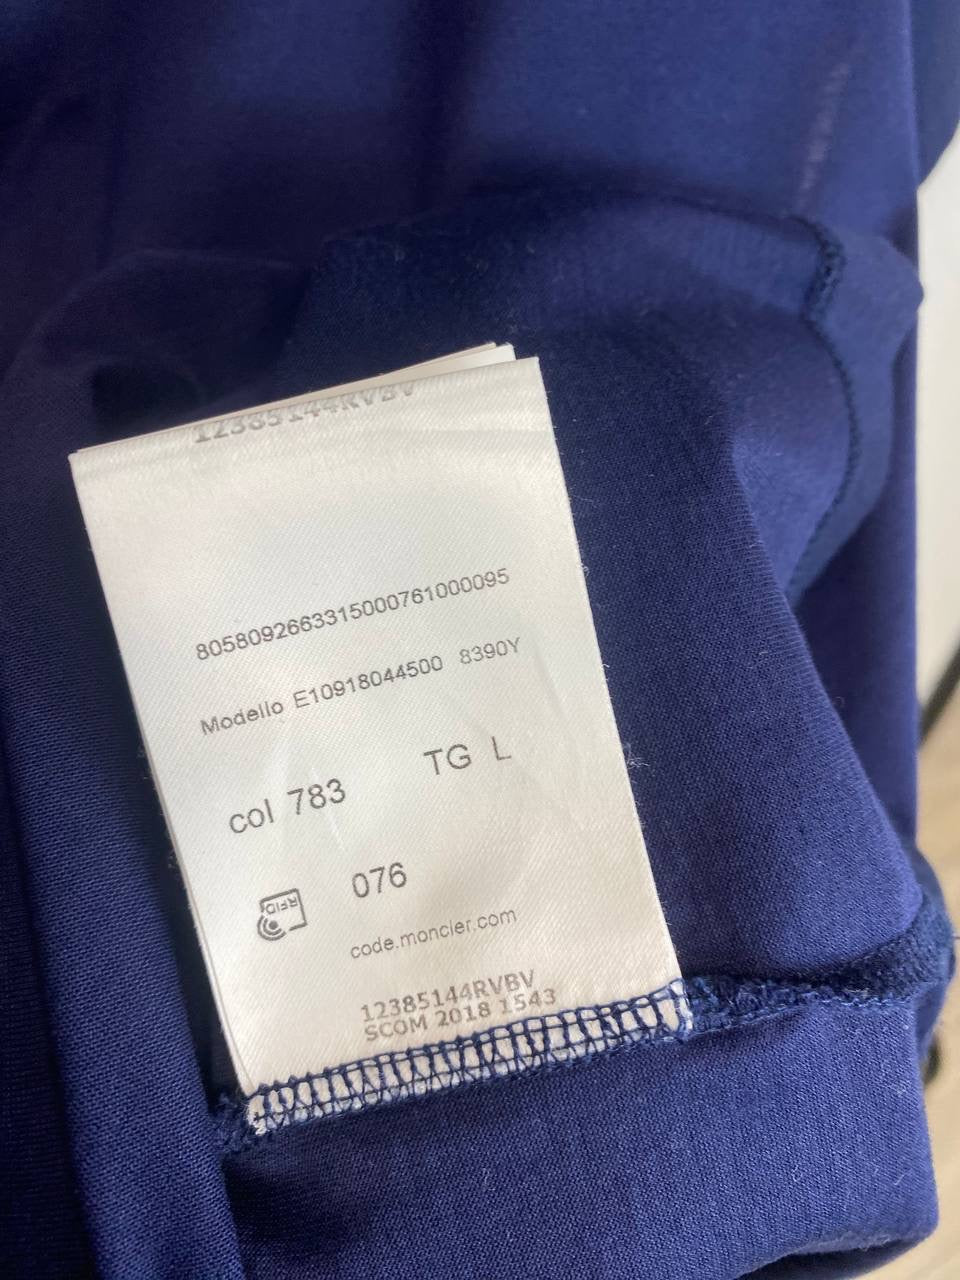 12385144RVBV
8058092663315000761000095
Modello E10918044500 8390Y
col 783 TG L
076
RFID
code.moncler.com
12385144RVBV
SCOM 2018 1543